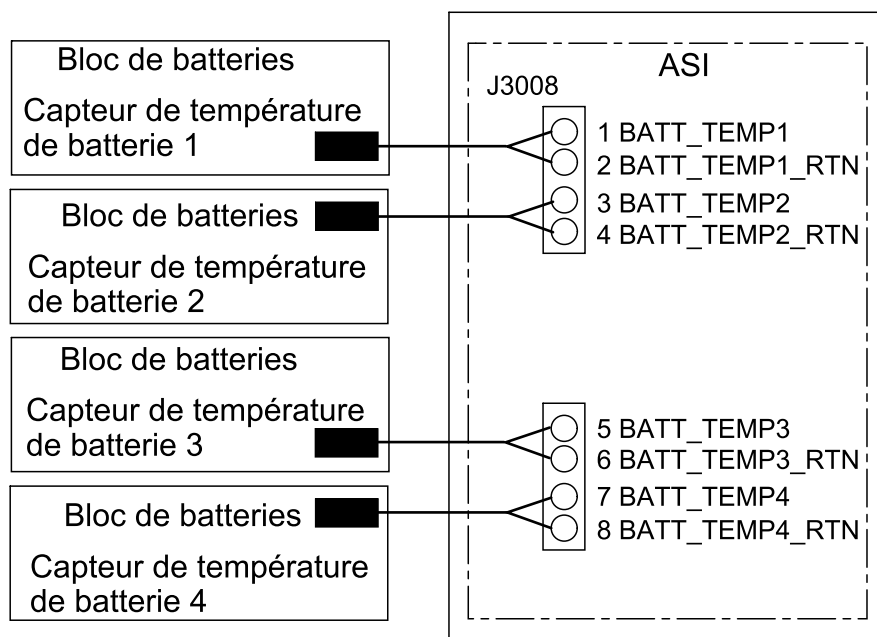 Bloc de batteries
Capteur de température
de batterie 1
Bloc de batteries
Capteur de température
de batterie 2
Bloc de batteries
Capteur de température
de batterie 3
Bloc de batteries
Capteur de température
de batterie 4
ASI
J3008
1 BATT_TEMP1
2 BATT_TEMP1_RTN
3 BATT_TEMP2
4 BATT_TEMP2_RTN
5 BATT_TEMP3
6 BATT_TEMP3_RTN
7 BATT_TEMP4
8 BATT_TEMP4_RTN